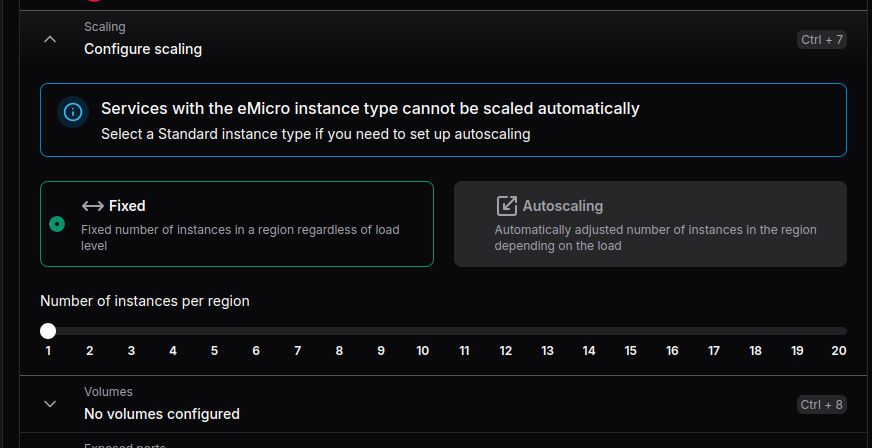 Scaling
Configure scaling
Ctrl + 7
Services with the eMicro instance type cannot be scaled automatically
Select a Standard instance type if you need to set up autoscaling
Fixed
Fixed number of instances in a region regardless of load
level
Autoscaling
Automatically adjusted number of instances in the region
depending on the load
Number of instances per region
1 2 3 4 5 6 7 8 9 10 11 12 13 14 15 16 17 18 19 20
Volumes
No volumes configured
Ctrl + 8
Exposed ports